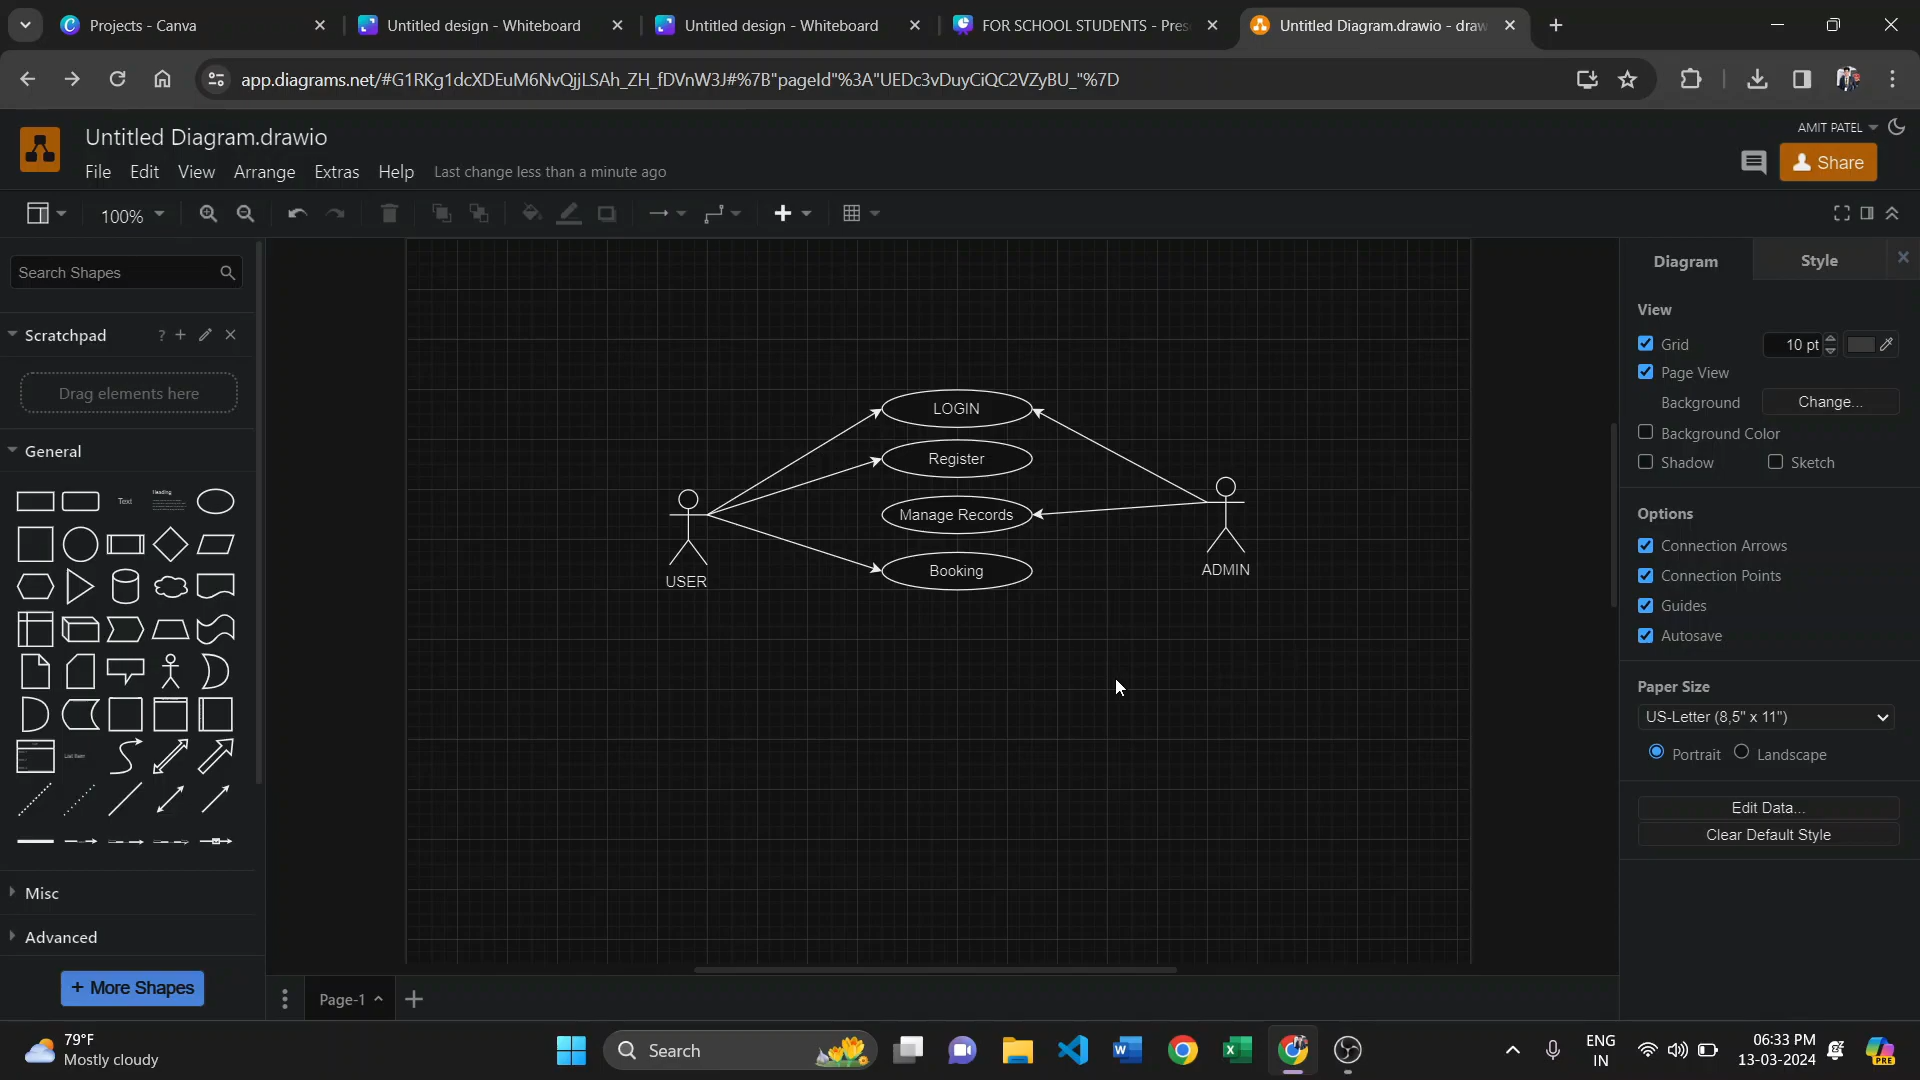 Projects - Canva
Untitled design - Whiteboard
Untitled design - Whiteboard
FOR SCHOOL STUDENTS - Pres
Untitled Diagram.drawio - draw
app.diagrams.net/#G1RKg1dcXDEuM6NvQjjLSAh_ZH_fDVnW3J#%7B"pageId"%3A"UEDc3vDuyCiQC2VZyBU_"%7D
Untitled Diagram.drawio
AMIT PATEL
File Edit View Arrange Extras Help Last change less than a minute ago
Share
100%
Search Shapes
Scratchpad
?
Drag elements here
General
Text
Heading
List Item
Misc
Advanced
+ More Shapes
LOGIN
Register
Manage Records
Booking
USER
ADMIN
Page-1
Diagram
Style
View
Grid
10 pt
Page View
Background
Change...
Background Color
Shadow
Sketch
Options
Connection Arrows
Connection Points
Guides
Autosave
Paper Size
US-Letter (8,5" x 11")
Portrait
Landscape
Edit Data...
Clear Default Style
79°F
Mostly cloudy
Search
ENG
IN
06:33 PM
13-03-2024
PRE